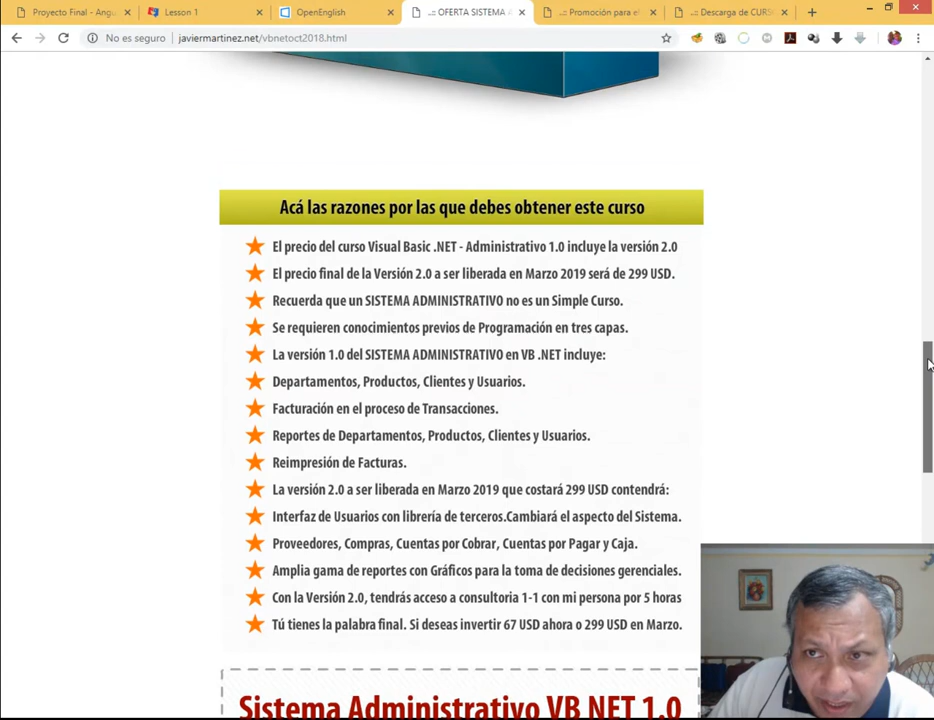 Proyecto Final - Angu
Lesson 1
OpenEnglish
..:: OFERTA SISTEMA A
..:: Promoción para el
..:: Descarga de CURS
No es seguro
javiermartinez.net/vbnetoct2018.html
Acá las razones por las que debes obtener este curso
El precio del curso Visual Basic .NET - Administrativo 1.0 incluye la versión 2.0
El precio final de la Versión 2.0 a ser liberada en Marzo 2019 será de 299 USD.
Recuerda que un SISTEMA ADMINISTRATIVO no es un Simple Curso.
Se requieren conocimientos previos de Programación en tres capas.
La versión 1.0 del SISTEMA ADMINISTRATIVO en VB .NET incluye:
Departamentos, Productos, Clientes y Usuarios.
Facturación en el proceso de Transacciones.
Reportes de Departamentos, Productos, Clientes y Usuarios.
Reimpresión de Facturas.
La versión 2.0 a ser liberada en Marzo 2019 que costará 299 USD contendrá:
Interfaz de Usuarios con librería de terceros.Cambiará el aspecto del Sistema.
Proveedores, Compras, Cuentas por Cobrar, Cuentas por Pagar y Caja.
Amplia gama de reportes con Gráficos para la toma de decisiones gerenciales.
Con la Versión 2.0, tendrás acceso a consultoria 1-1 con mi persona por 5 horas
Tú tienes la palabra final. Si deseas invertir 67 USD ahora o 299 USD en Marzo.
Sistema Administrativo VB NET 1.0